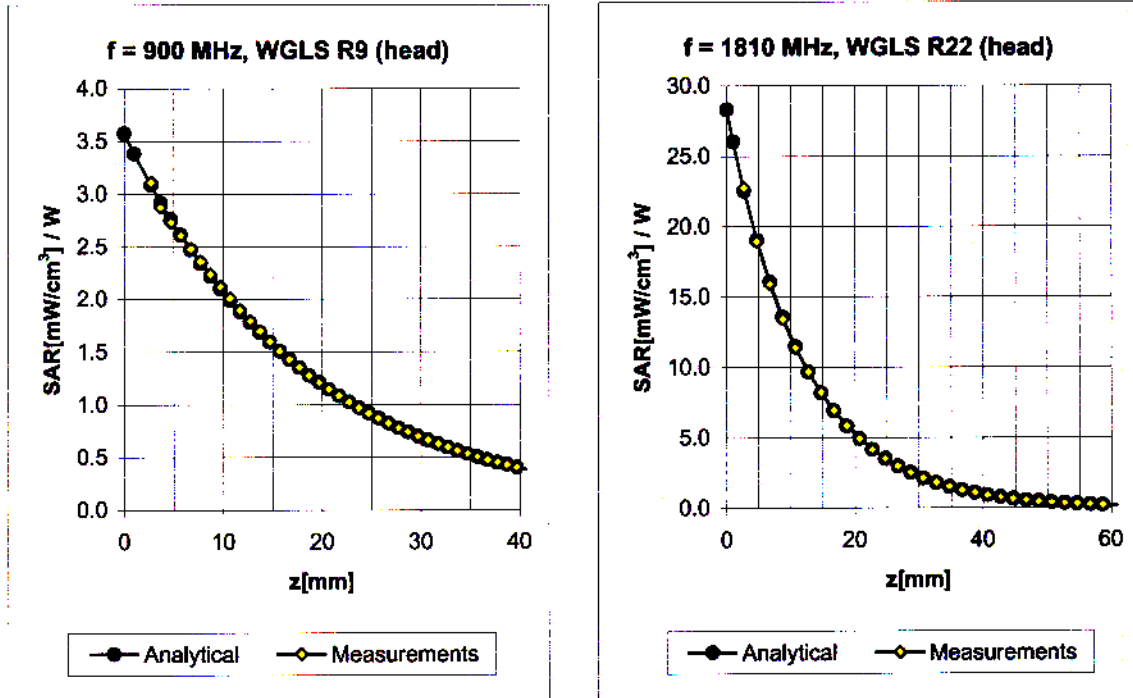 f = 900 MHz, WGLS R9 (head)
SAR[mW/cm³] / W
4.0
3.5
3.0
2.5
2.0
1.5
1.0
0.5
0.0
0
10
20
30
40
z[mm]
Analytical
Measurements
f = 1810 MHz, WGLS R22 (head)
SAR[mW/cm³] / W
30.0
25.0
20.0
15.0
10.0
5.0
0.0
0
20
40
60
z[mm]
Analytical
Measurements